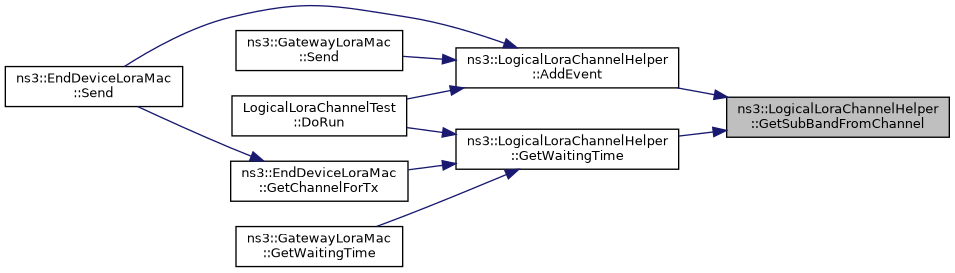 ns3::EndDeviceLoraMac
::Send
ns3::GatewayLoraMac
::Send
LogicalLoraChannelTest
::DoRun
ns3::EndDeviceLoraMac
::GetChannelForTx
ns3::GatewayLoraMac
::GetWaitingTime
ns3::LogicalLoraChannelHelper
::AddEvent
ns3::LogicalLoraChannelHelper
::GetWaitingTime
ns3::LogicalLoraChannelHelper
::GetSubBandFromChannel